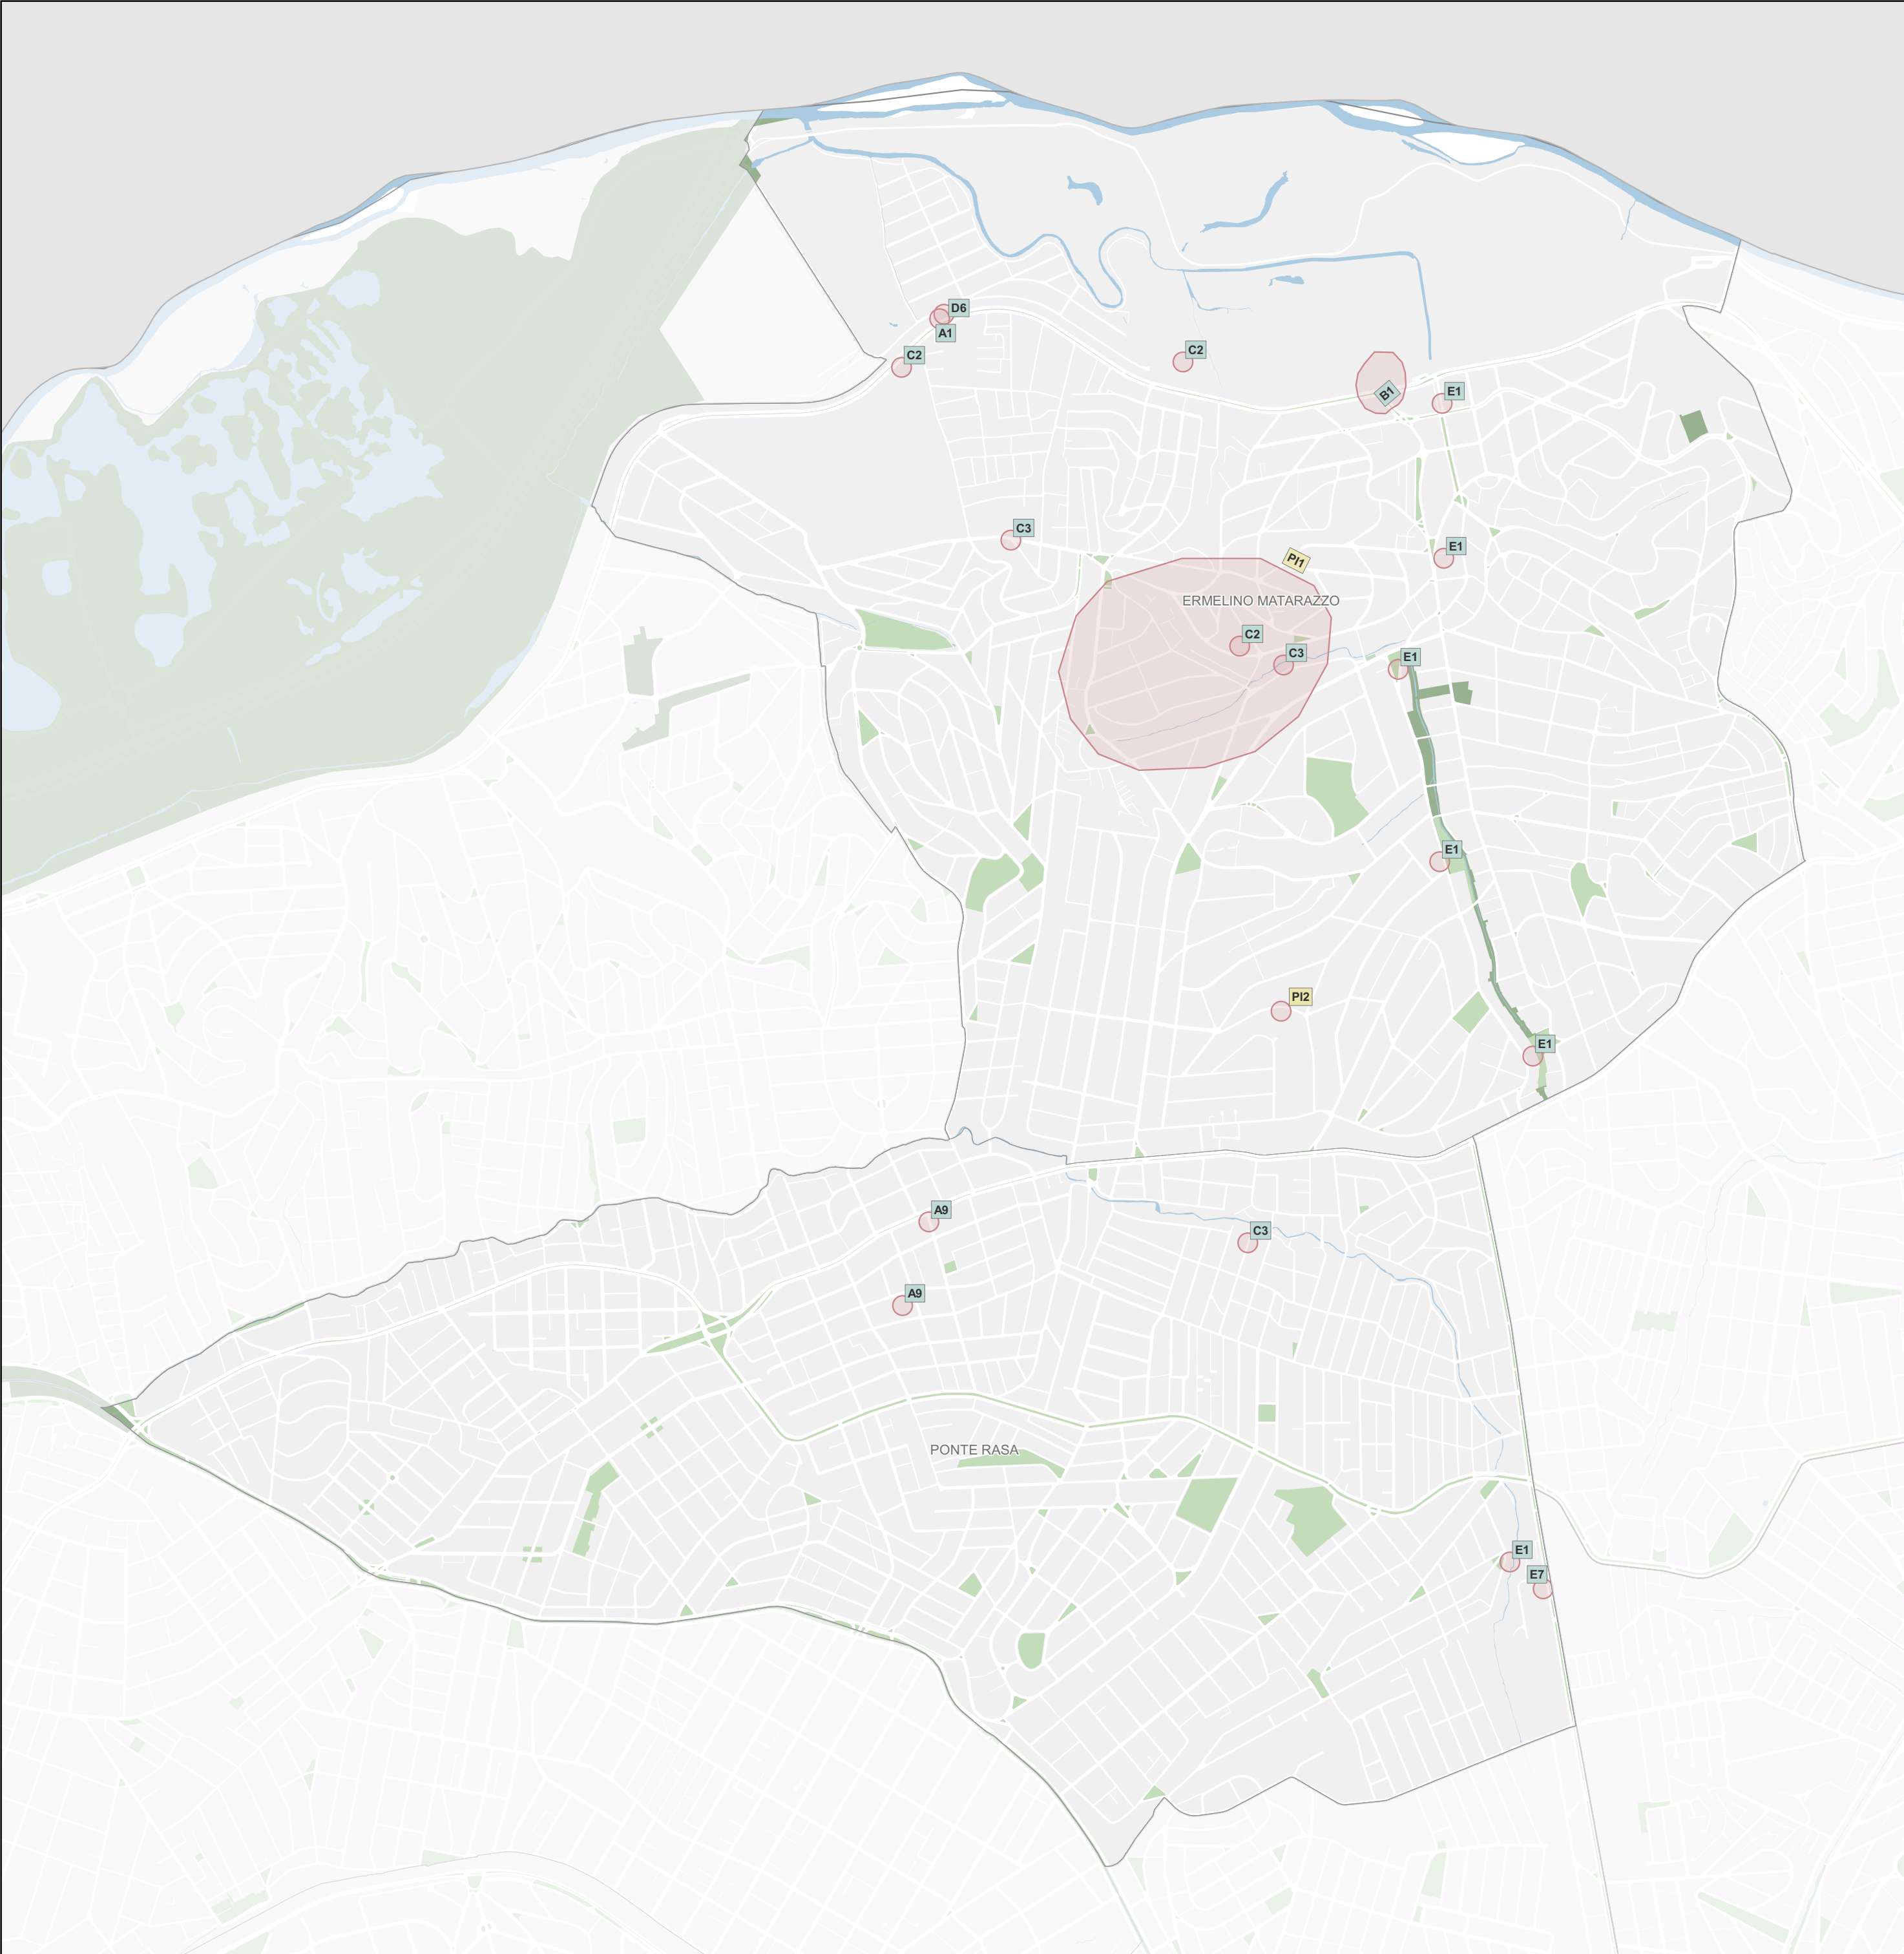 D6
A1
C2
C2
B1
E1
C3
E1
PI1
ERMELINO MATARAZZO
C2
C3
E1
E1
PI2
E1
A9
C3
A9
PONTE RASA
E1
E7